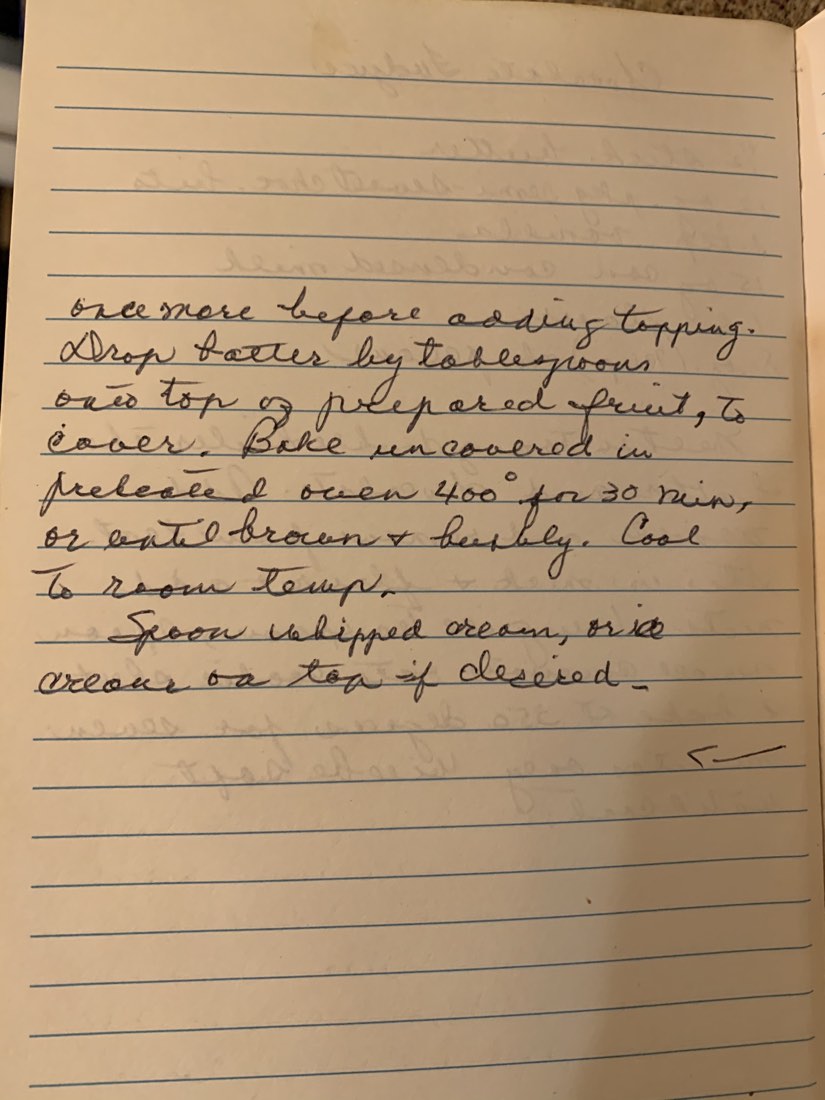 once more before adding topping.
Drop batter by tablespoons
onto top of prepared fruit, to
cover. Bake uncovered in
preheated oven 400° for 30 min,
or until brown & bubbly. Cool
to room temp.
Spoon whipped cream, or ice
cream on top if desired.